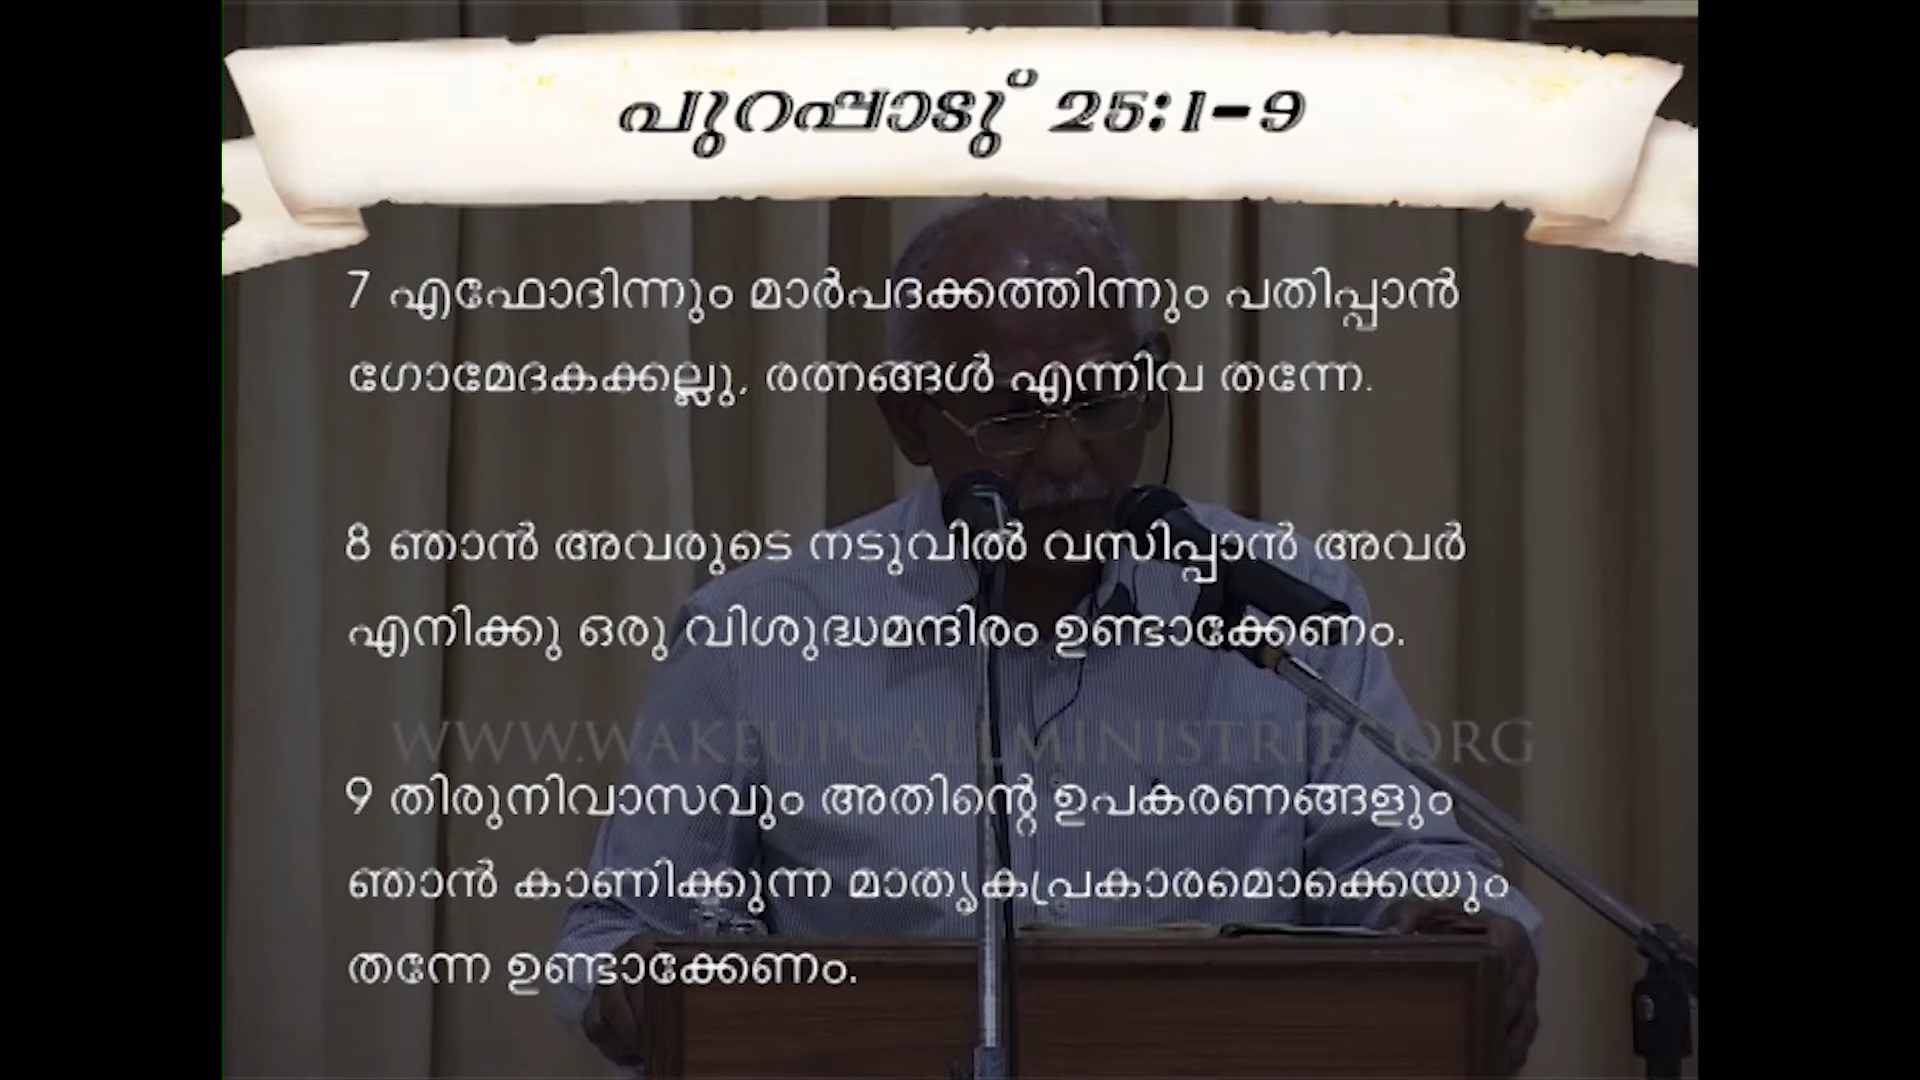 പുറപ്പാടു് 25:1-9
7 എഫോദിന്നും മാർപദക്കത്തിന്നും പതിപ്പാൻ
ഗോമേദകക്കല്ലു, രത്നങ്ങൾ എന്നിവ തന്നേ.
8 ഞാൻ അവരുടെ നടുവിൽ വസിപ്പാൻ അവർ
എനിക്കു ഒരു വിശുദ്ധമന്ദിരം ഉണ്ടാക്കേണം.
WWW.WAKEUPCALLMINISTRIES.ORG
9 തിരുനിവാസവും അതിന്റെ ഉപകരണങ്ങളും
ഞാൻ കാണിക്കുന്ന മാതൃകപ്രകാരമൊക്കെയും
തന്നേ ഉണ്ടാക്കേണം.